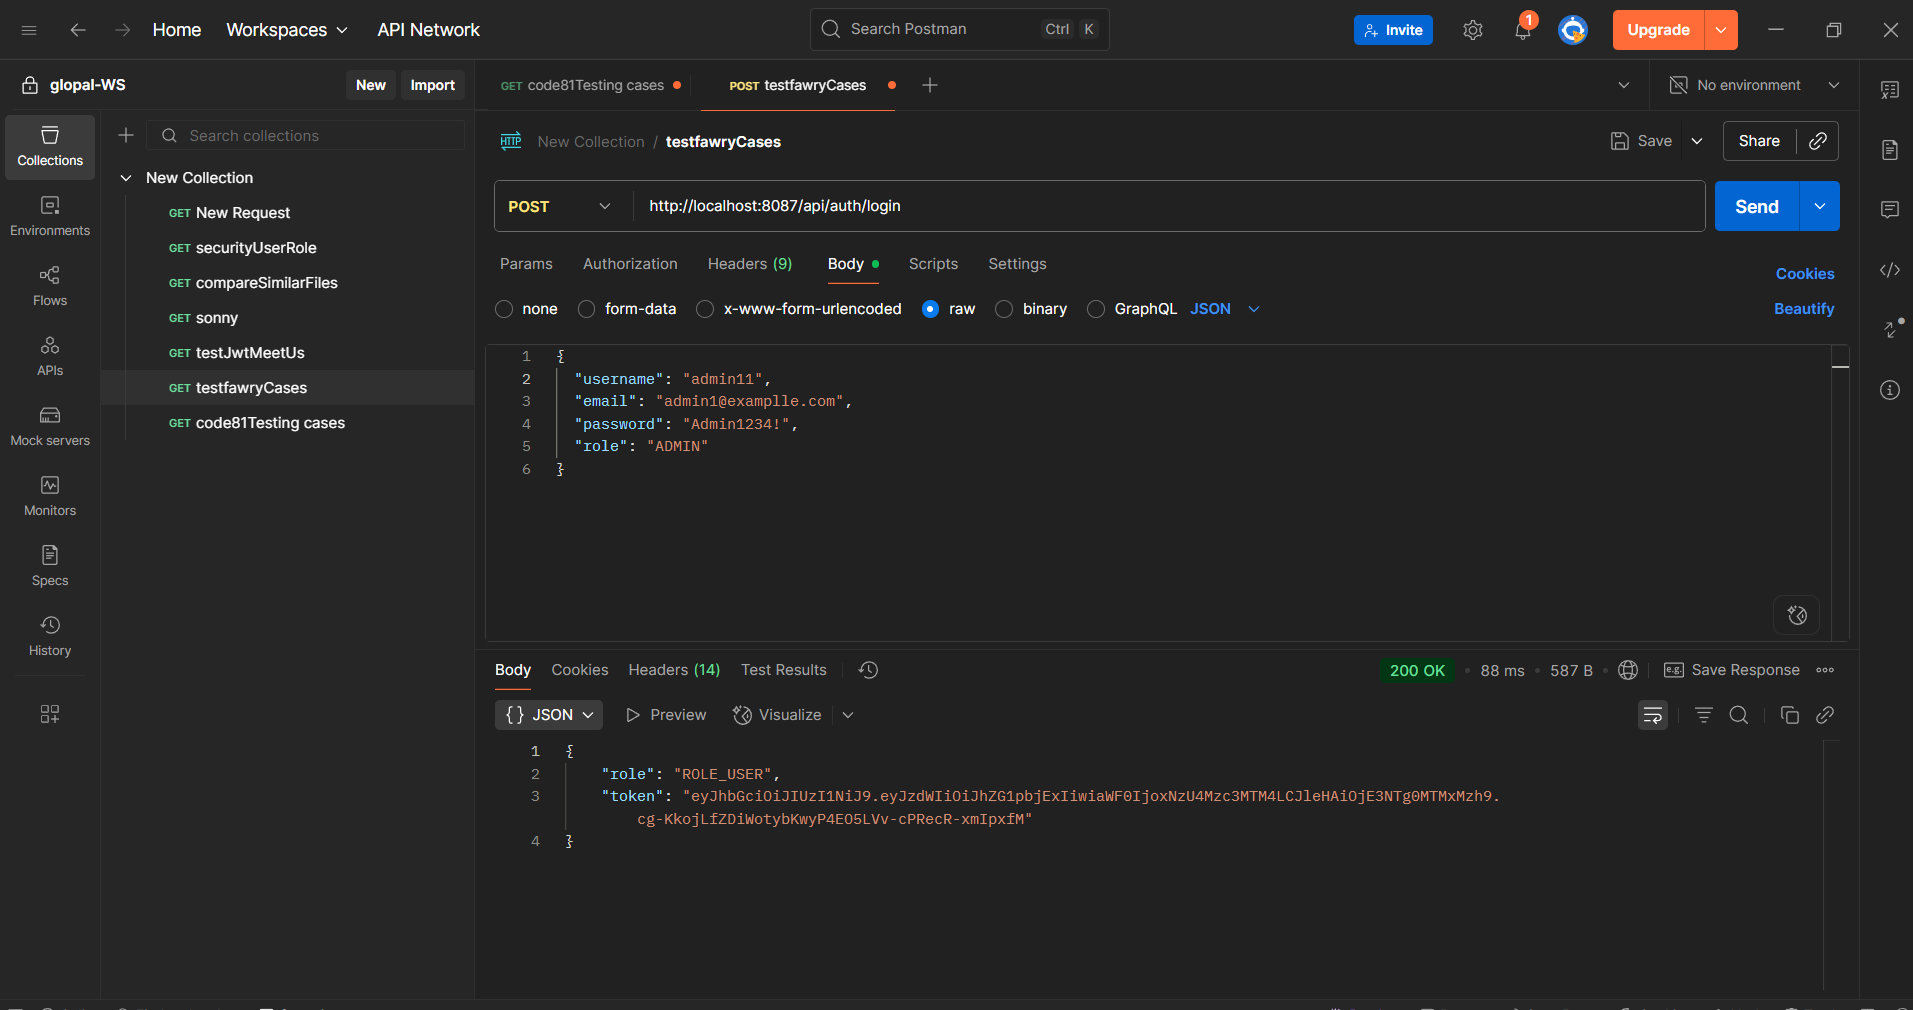 Home
Workspaces
API Network
Search Postman
Ctrl K
Invite
1
Upgrade
glopal-WS
New
Import
GET code81Testing cases
POST testfawryCases
No environment
Collections
Environments
Flows
APIs
Mock servers
Monitors
Specs
History
Search collections
New Collection
GET New Request
GET securityUserRole
GET compareSimilarFiles
GET sonny
GET testJwtMeetUs
GET testfawryCases
GET code81Testing cases
HTTP New Collection / testfawryCases
Save
Share
POST http://localhost:8087/api/auth/login
Send
Params Authorization Headers (9) Body Scripts Settings
Cookies
none form-data x-www-form-urlencoded raw binary GraphQL JSON
Beautify
1 {
2 "username": "admin11",
3 "email": "admin1@examplle.com",
4 "password": "Admin1234!",
5 "role": "ADMIN"
6 }
Body Cookies Headers (14) Test Results
200 OK • 88 ms • 587 B
e.g. Save Response
{} JSON Preview Visualize
1 {
2 "role": "ROLE_USER",
3 "token": "eyJhbGciOiJIUzI1NiJ9.eyJzdWIiOiJhZG1pbjExIiwiaWF0IjoxNzU4Mzc3MTM4LCJleHAiOjE3NTg0MTMxMzh9.
cg-KkojLfZDiWotybKwyP4EO5LVv-cPRecR-xmIpxfM"
4 }